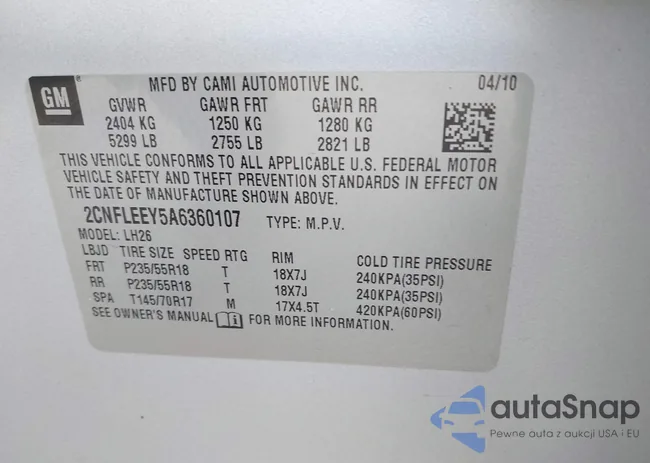 GM
MFD BY CAMI AUTOMOTIVE INC. 04/10
GVWR GAWR FRT GAWR RR
2404 KG 1250 KG 1280 KG
5299 LB 2755 LB 2821 LB
THIS VEHICLE CONFORMS TO ALL APPLICABLE U.S. FEDERAL MOTOR
VEHICLE SAFETY AND THEFT PREVENTION STANDARDS IN EFFECT ON
THE DATE OF MANUFACTURE SHOWN ABOVE.
2CNFLEEY5A6360107 TYPE: M.P.V.
MODEL: LH26
LBJD TIRE SIZE SPEED RTG RIM COLD TIRE PRESSURE
FRT P235/55R18 T 18X7J 240KPA(35PSI)
RR P235/55R18 T 18X7J 240KPA(35PSI)
SPA T145/70R17 M 17X4.5T 420KPA(60PSI)
SEE OWNER'S MANUAL FOR MORE INFORMATION.
autaSnap
Pewne auta z aukcji USA i EU